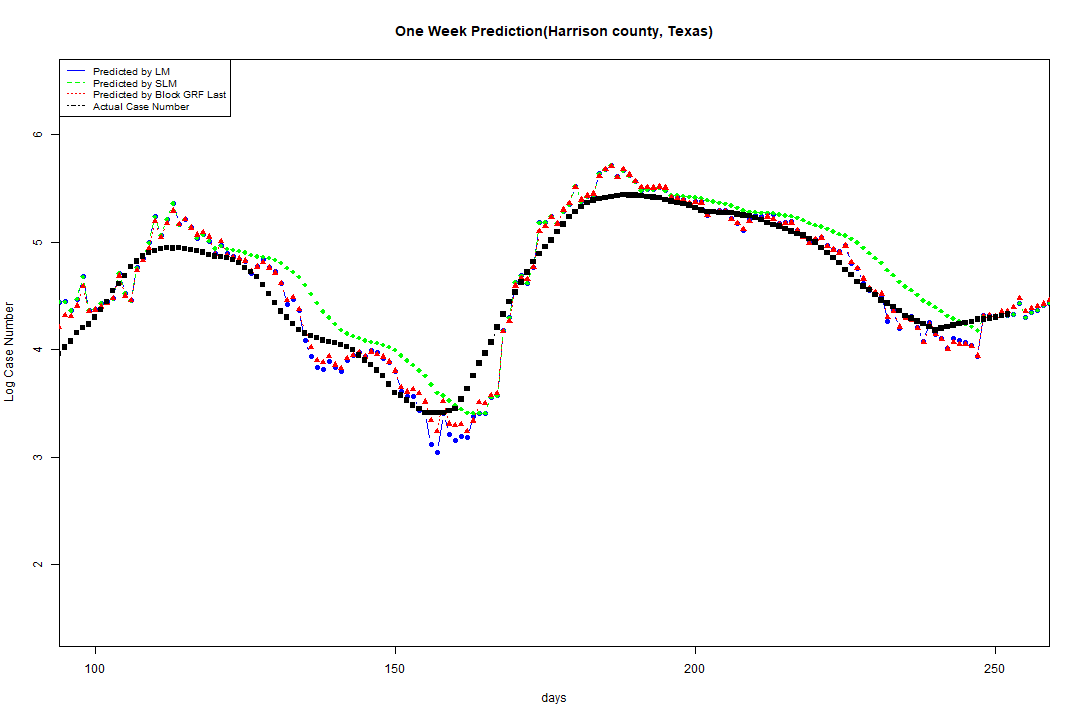 One Week Prediction(Harrison county, Texas)
Predicted by LM
Predicted by SLM
Predicted by Block GRF Last
Actual Case Number
6
5
4
3
2
Log Case Number
100 150 200 250
days